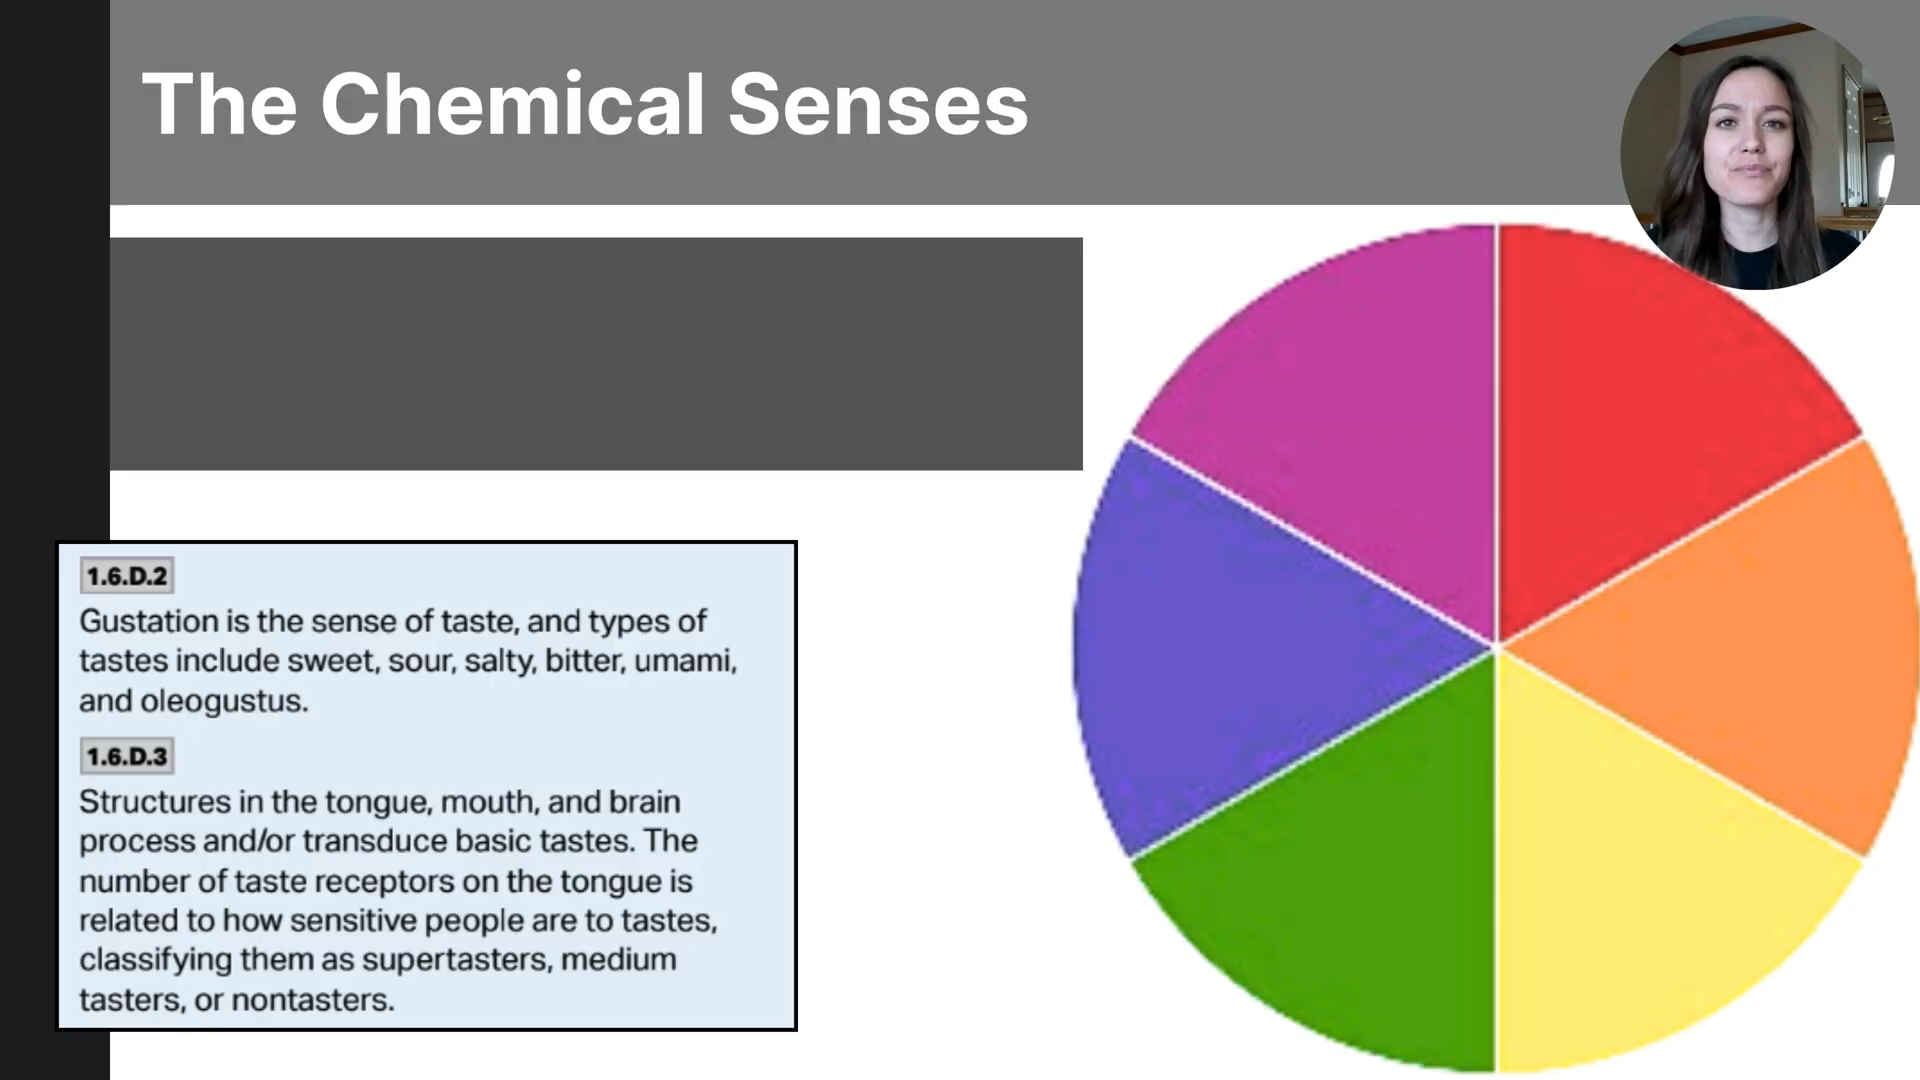 The Chemical Senses
1.6.D.2
Gustation is the sense of taste, and types of
tastes include sweet, sour, salty, bitter, umami,
and oleogustus.
1.6.D.3
Structures in the tongue, mouth, and brain
process and/or transduce basic tastes. The
number of taste receptors on the tongue is
related to how sensitive people are to tastes,
classifying them as supertasters, medium
tasters, or nontasters.